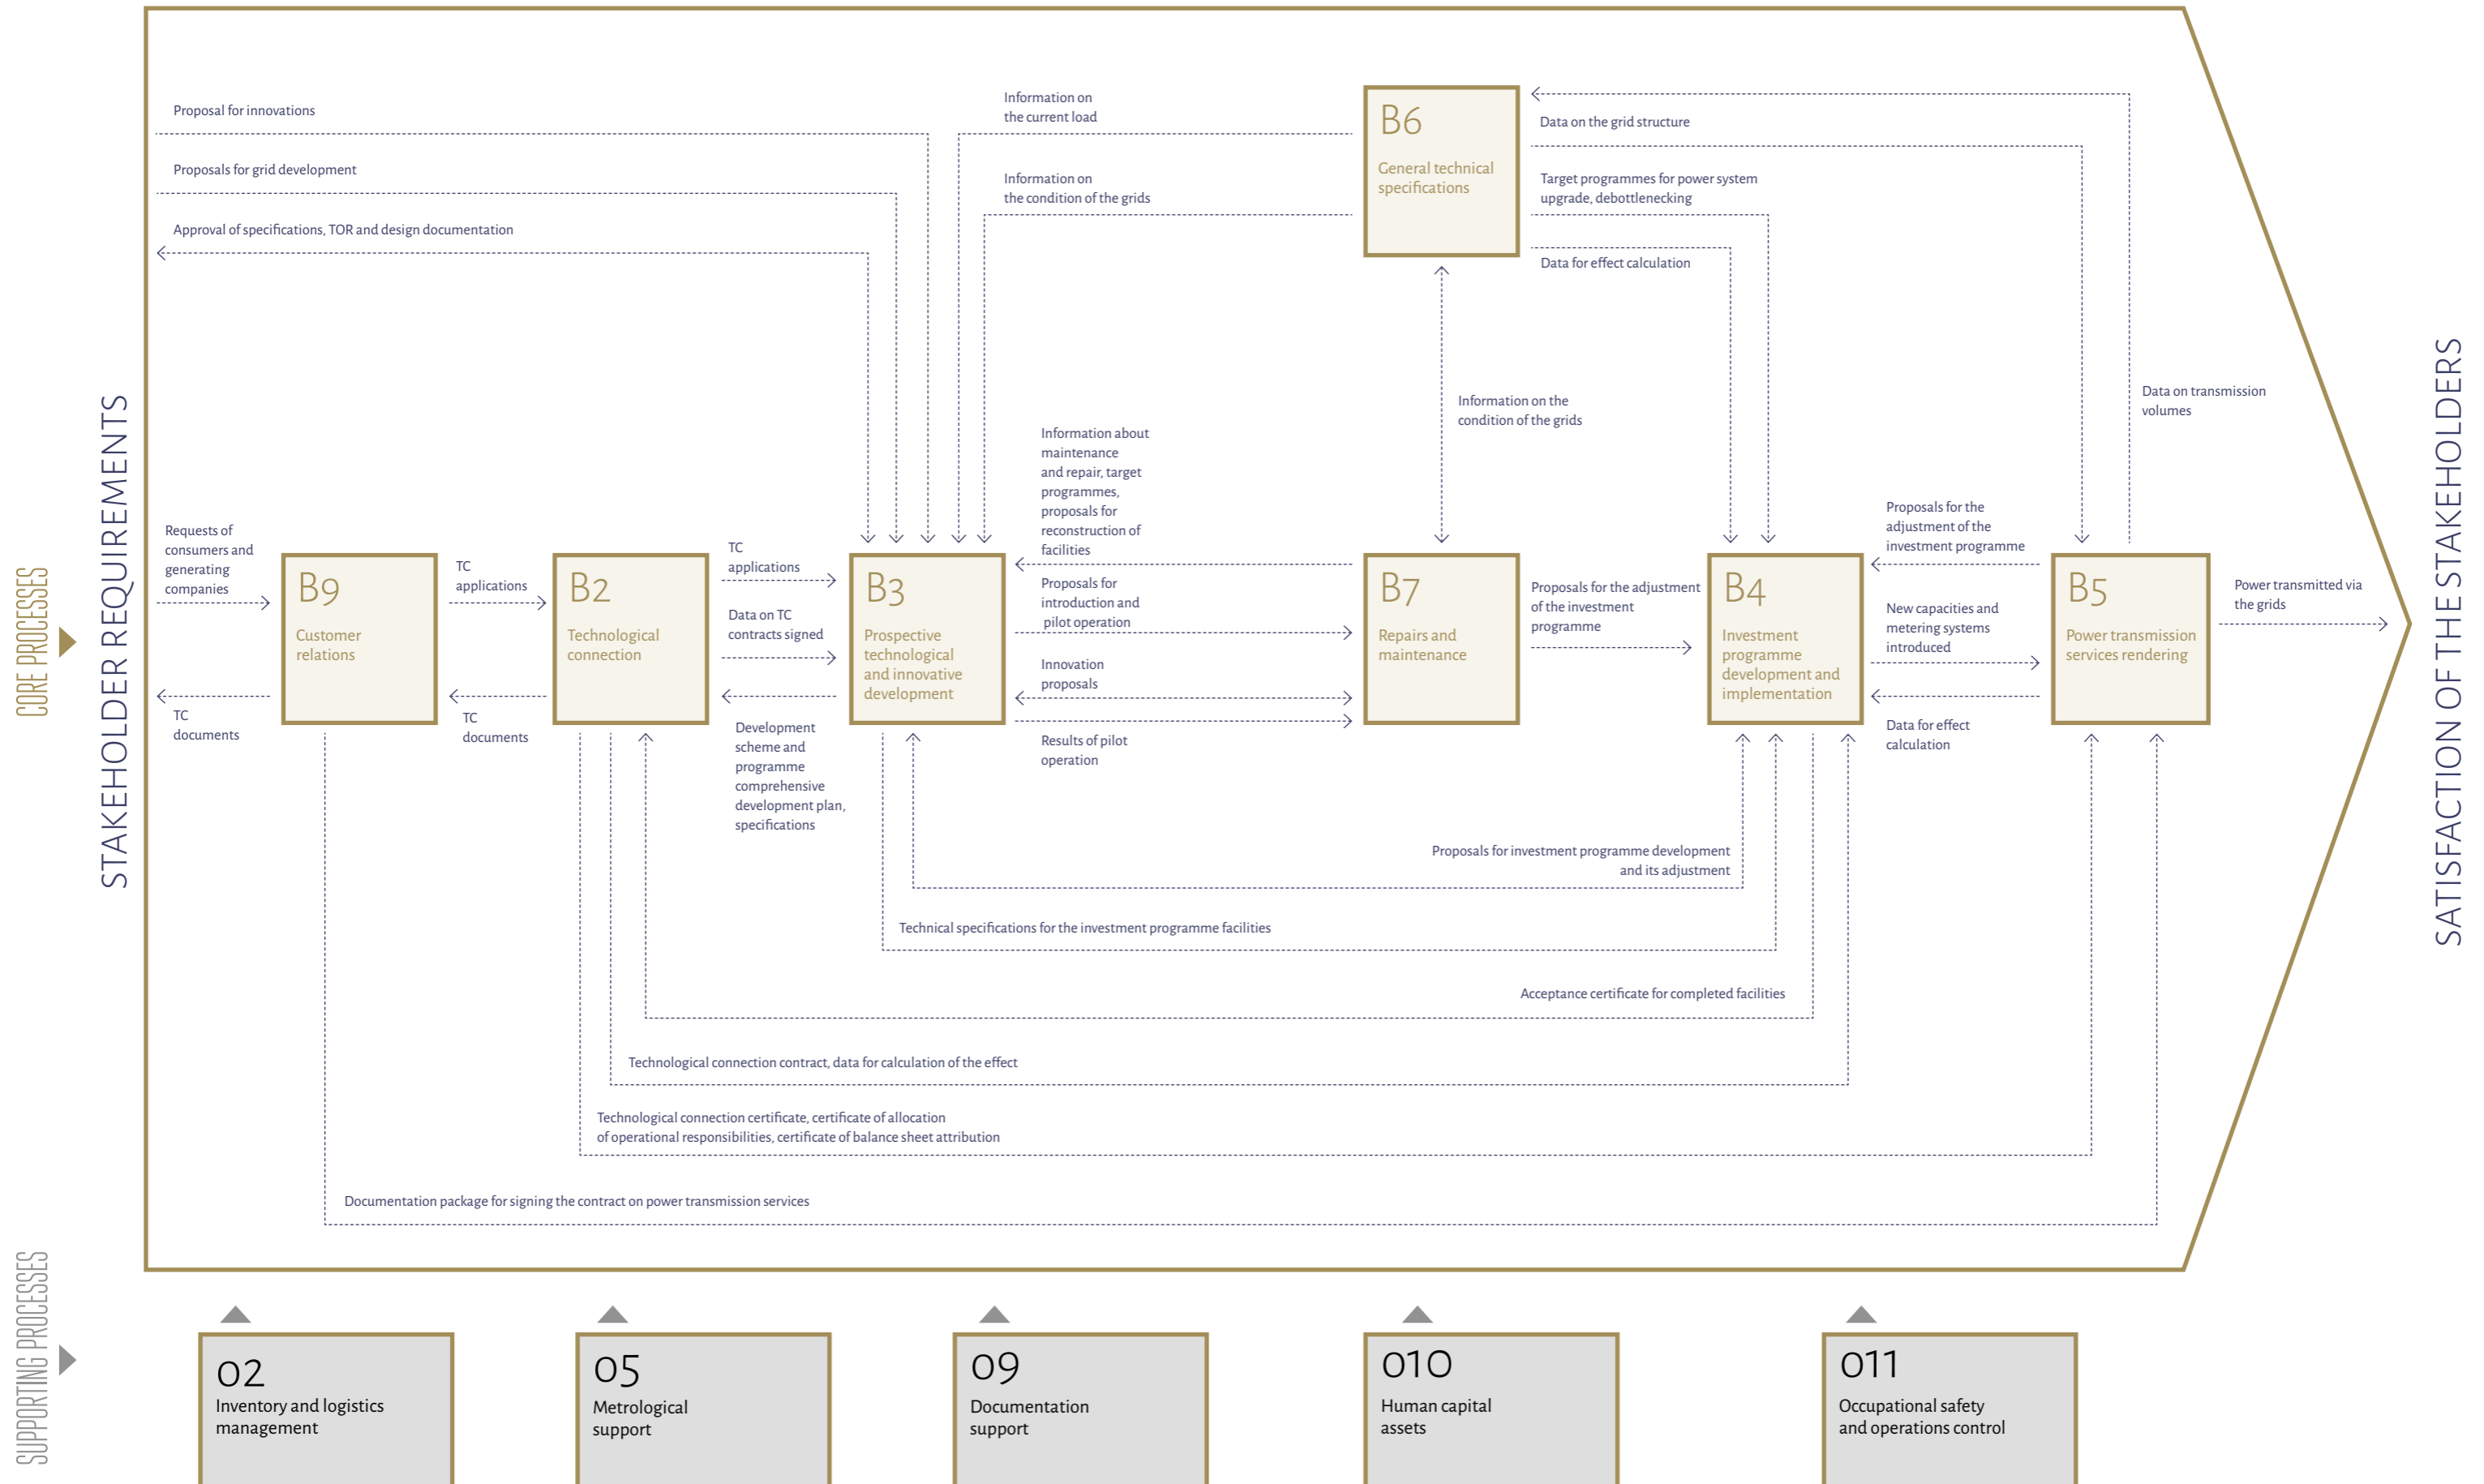 CORE PROCESSES
SUPPORTING PROCESSES
STAKEHOLDER REQUIREMENTS
SATISFACTION OF THE STAKEHOLDERS
Proposal for innovations
Proposals for grid development
Approval of specifications, TOR and design documentation
Information on
the current load
Information on
the condition of the grids
B6
General technical
specifications
Data on the grid structure
Target programmes for power system
upgrade, debottlenecking
Data for effect calculation
Information on the
condition of the grids
Data on transmission
volumes
Requests of
consumers and
generating
companies
TC
documents
B9
Customer
relations
TC
applications
TC
documents
B2
Technological
connection
TC
applications
Data on TC
contracts signed
Development
scheme and
programme
comprehensive
development plan,
specifications
B3
Prospective
technological
and innovative
development
Information about
maintenance
and repair, target
programmes,
proposals for
reconstruction of
facilities
Proposals for
introduction and
pilot operation
Innovation
proposals
Results of pilot
operation
B7
Repairs and
maintenance
Proposals for the adjustment
of the investment
programme
B4
Investment
programme
development and
implementation
Proposals for the
adjustment of the
investment programme
New capacities and
metering systems
introduced
Data for effect
calculation
B5
Power transmission
services rendering
Power transmitted via
the grids
Proposals for investment programme development
and its adjustment
Technical specifications for the investment programme facilities
Acceptance certificate for completed facilities
Technological connection contract, data for calculation of the effect
Technological connection certificate, certificate of allocation
of operational responsibilities, certificate of balance sheet attribution
Documentation package for signing the contract on power transmission services
02
Inventory and logistics
management
05
Metrological
support
09
Documentation
support
010
Human capital
assets
011
Occupational safety
and operations control